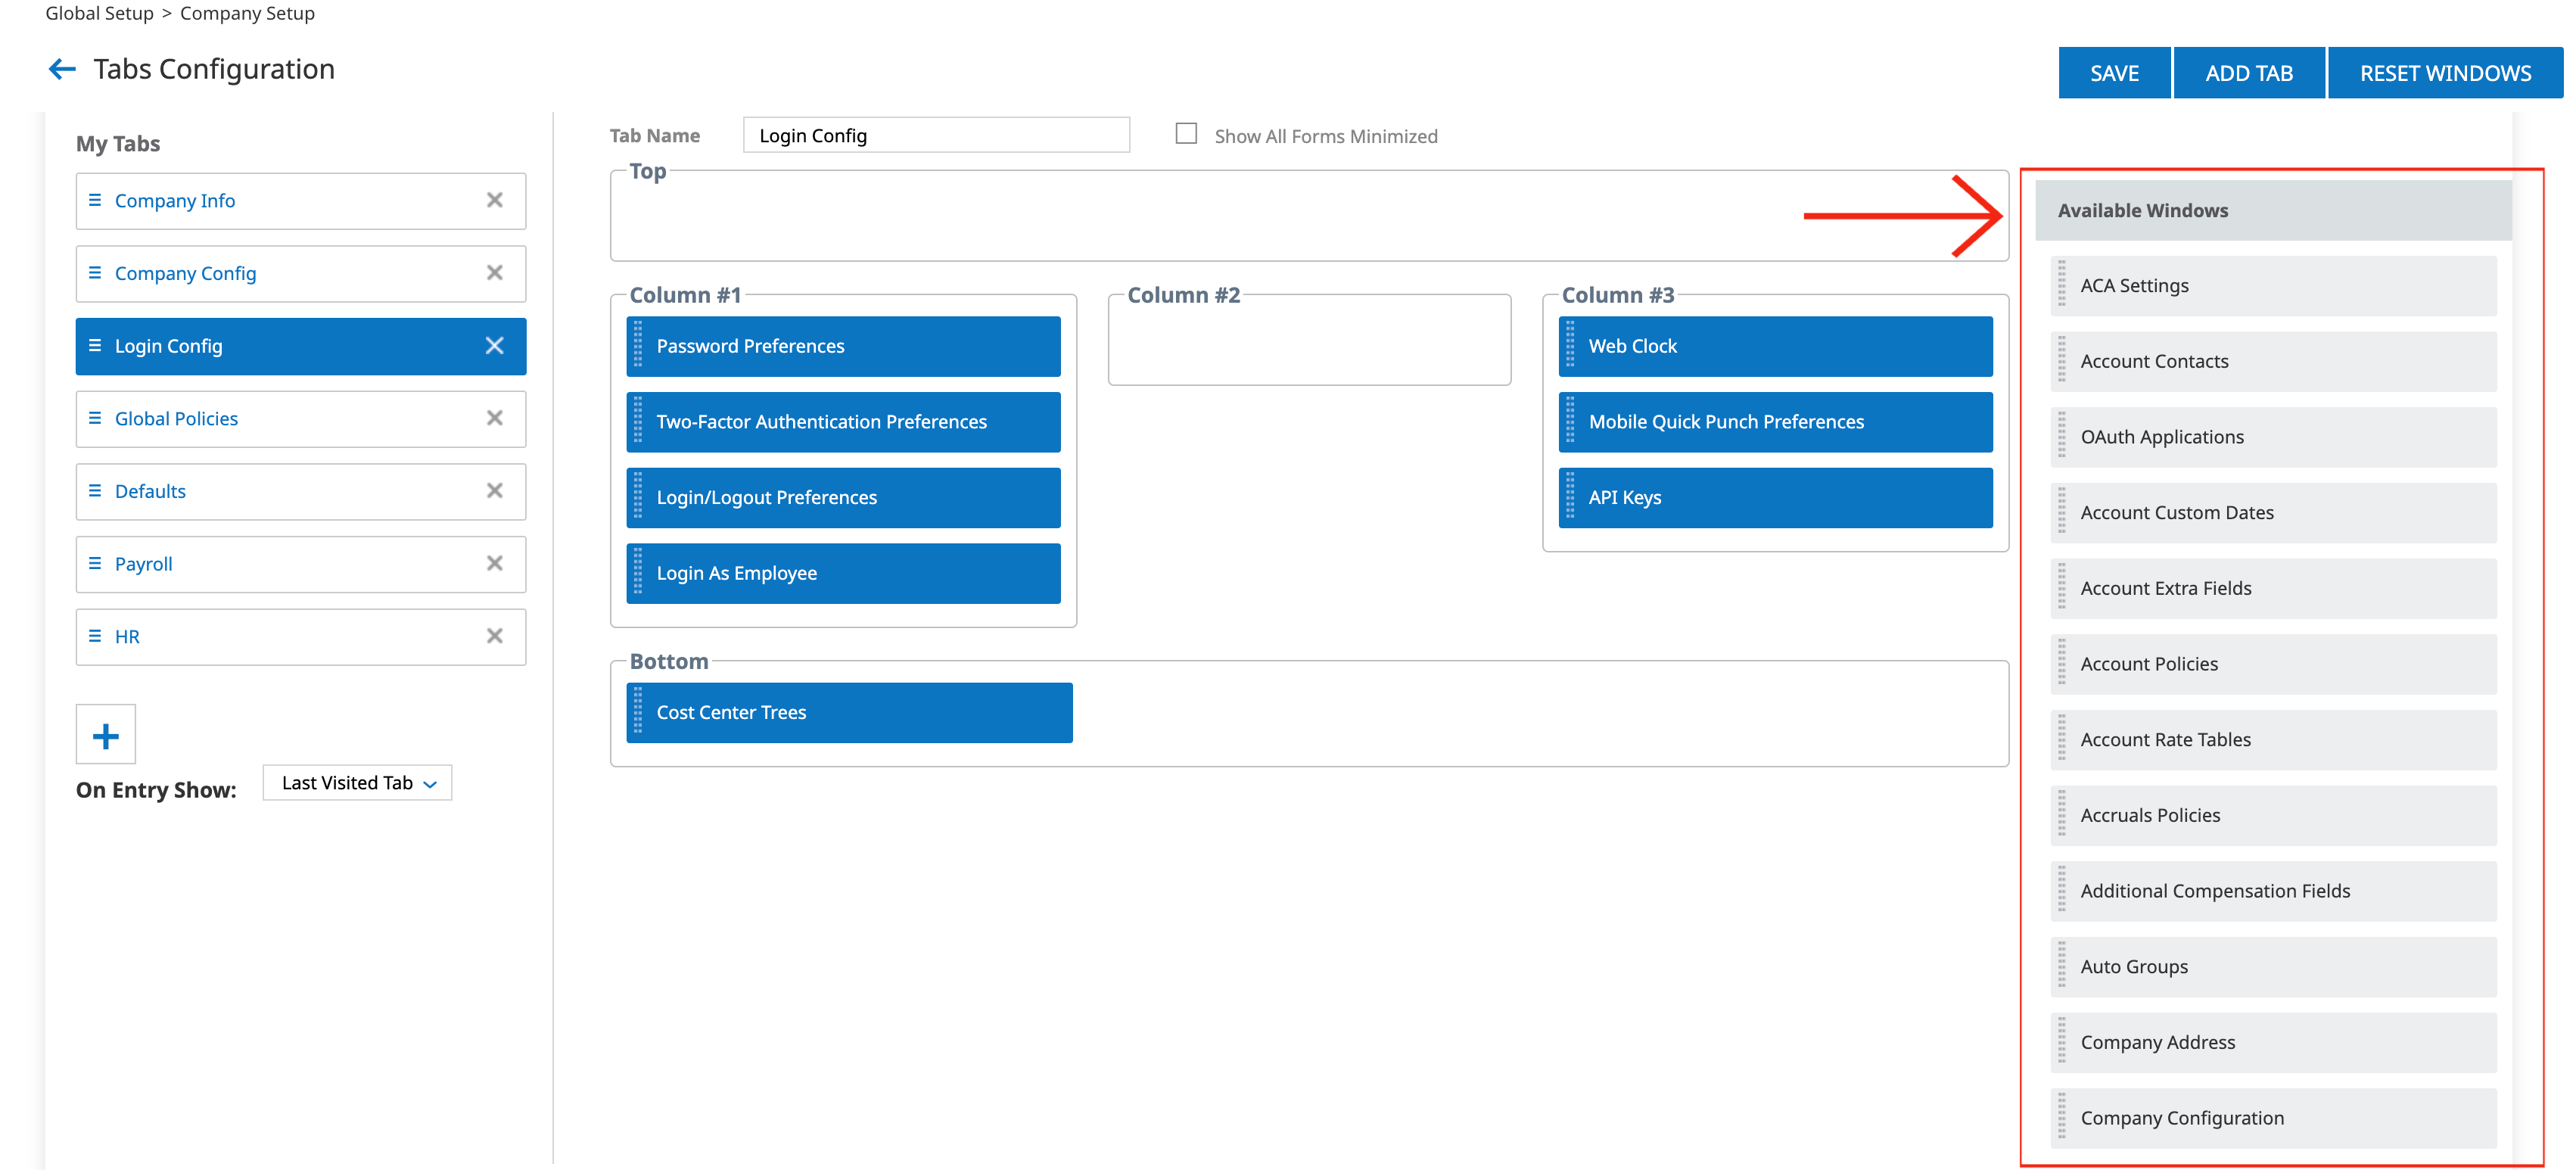 Global Setup > Company Setup
Tabs Configuration
SAVE
ADD TAB
RESET WINDOWS
My Tabs
Company Info
Company Config
Login Config
Global Policies
Defaults
Payroll
HR
On Entry Show: Last Visited Tab
Tab Name Login Config Show All Forms Minimized
Top
Column #1
Password Preferences
Two-Factor Authentication Preferences
Login/Logout Preferences
Login As Employee
Column #2
Column #3
Web Clock
Mobile Quick Punch Preferences
API Keys
Bottom
Cost Center Trees
Available Windows
ACA Settings
Account Contacts
OAuth Applications
Account Custom Dates
Account Extra Fields
Account Policies
Account Rate Tables
Accruals Policies
Additional Compensation Fields
Auto Groups
Company Address
Company Configuration